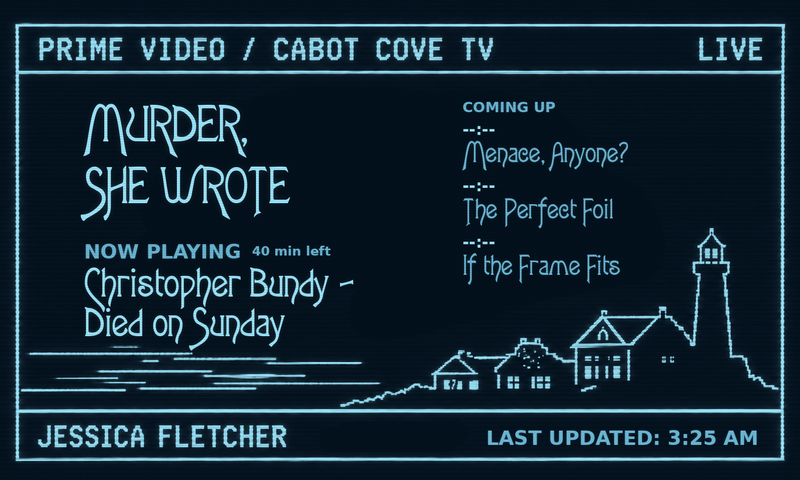 PRIME VIDEO / CABOT COVE TV
LIVE
MURDER,
SHE WROTE
NOW PLAYING 40 min left
Christopher Bundy –
Died on Sunday
COMING UP
--:--
Menace, Anyone?
--:--
The Perfect Foil
--:--
If the Frame Fits
JESSICA FLETCHER
LAST UPDATED: 3:25 AM